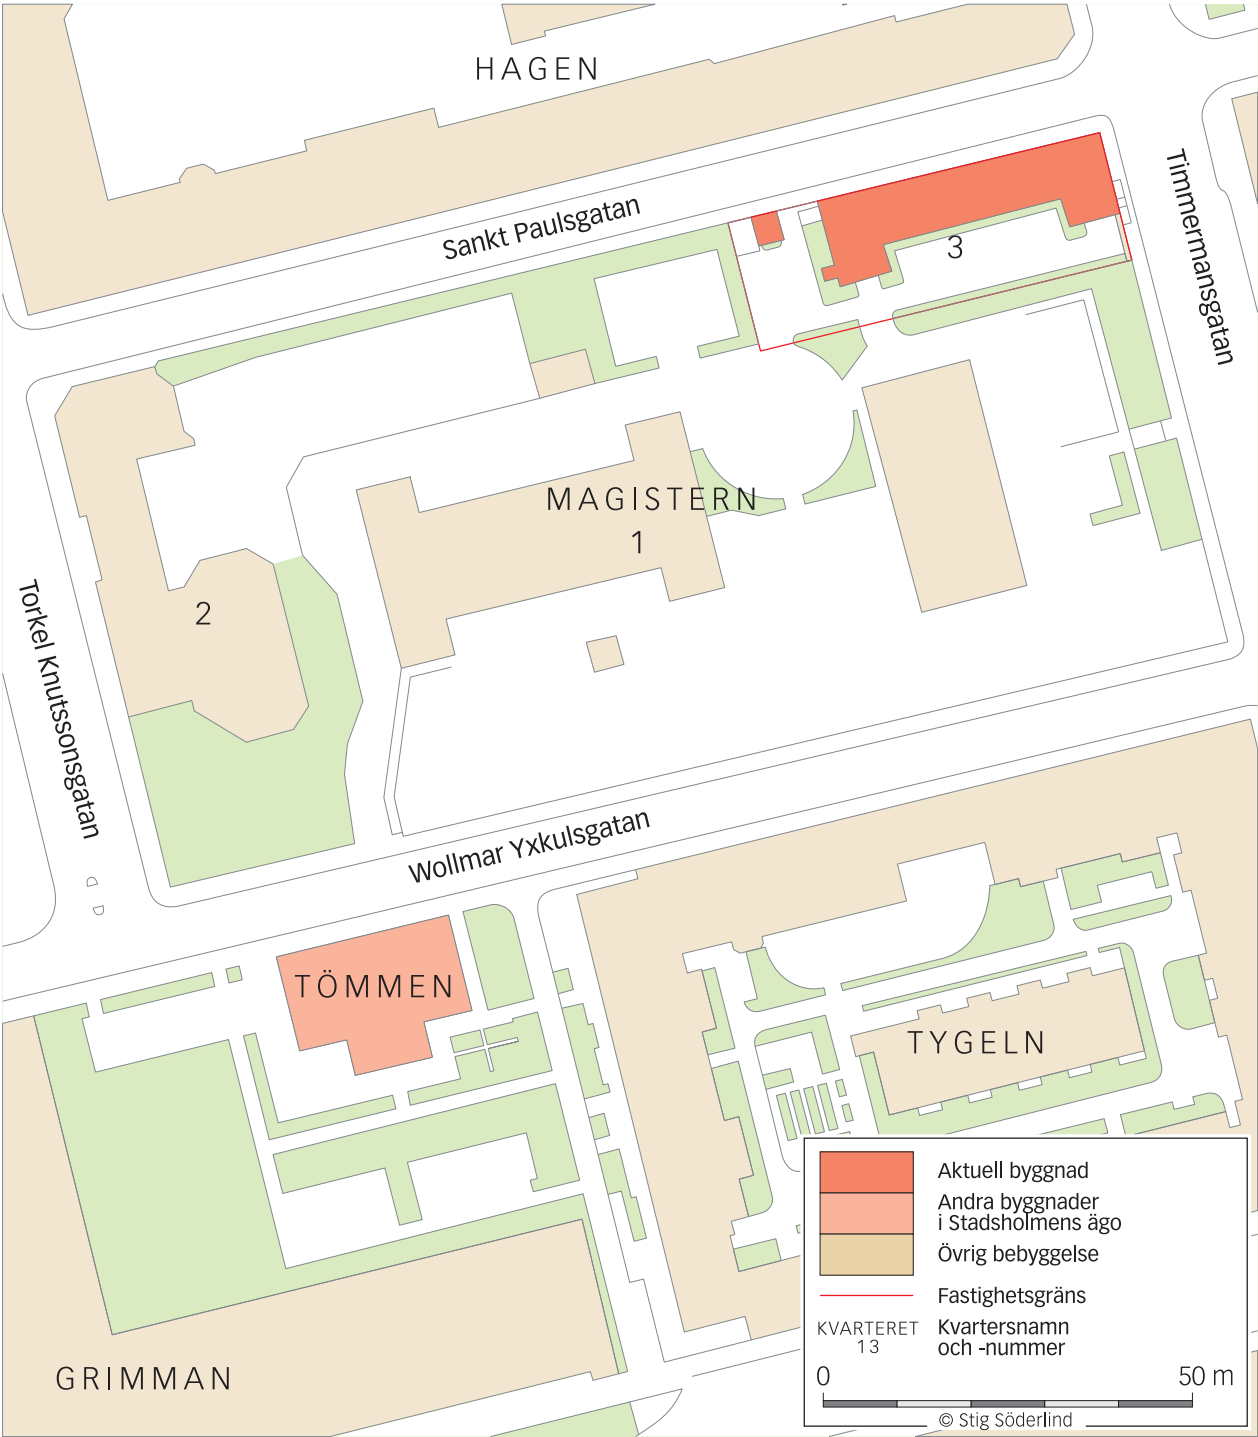 HAGEN
Sankt Paulsgatan
Timmermansgatan
3
MAGISTERN
1
2
Torkel Knutssonsgatan
Wollmar Yxkulsgatan
TÖMMEN
TYGELN
GRIMMAN
Aktuell byggnad
Andra byggnader
i Stadsholmens ägo
Övrig bebyggelse
Fastighetsgräns
KVARTERET
13
Kvartersnamn
och -nummer
0 50 m
© Stig Söderlind